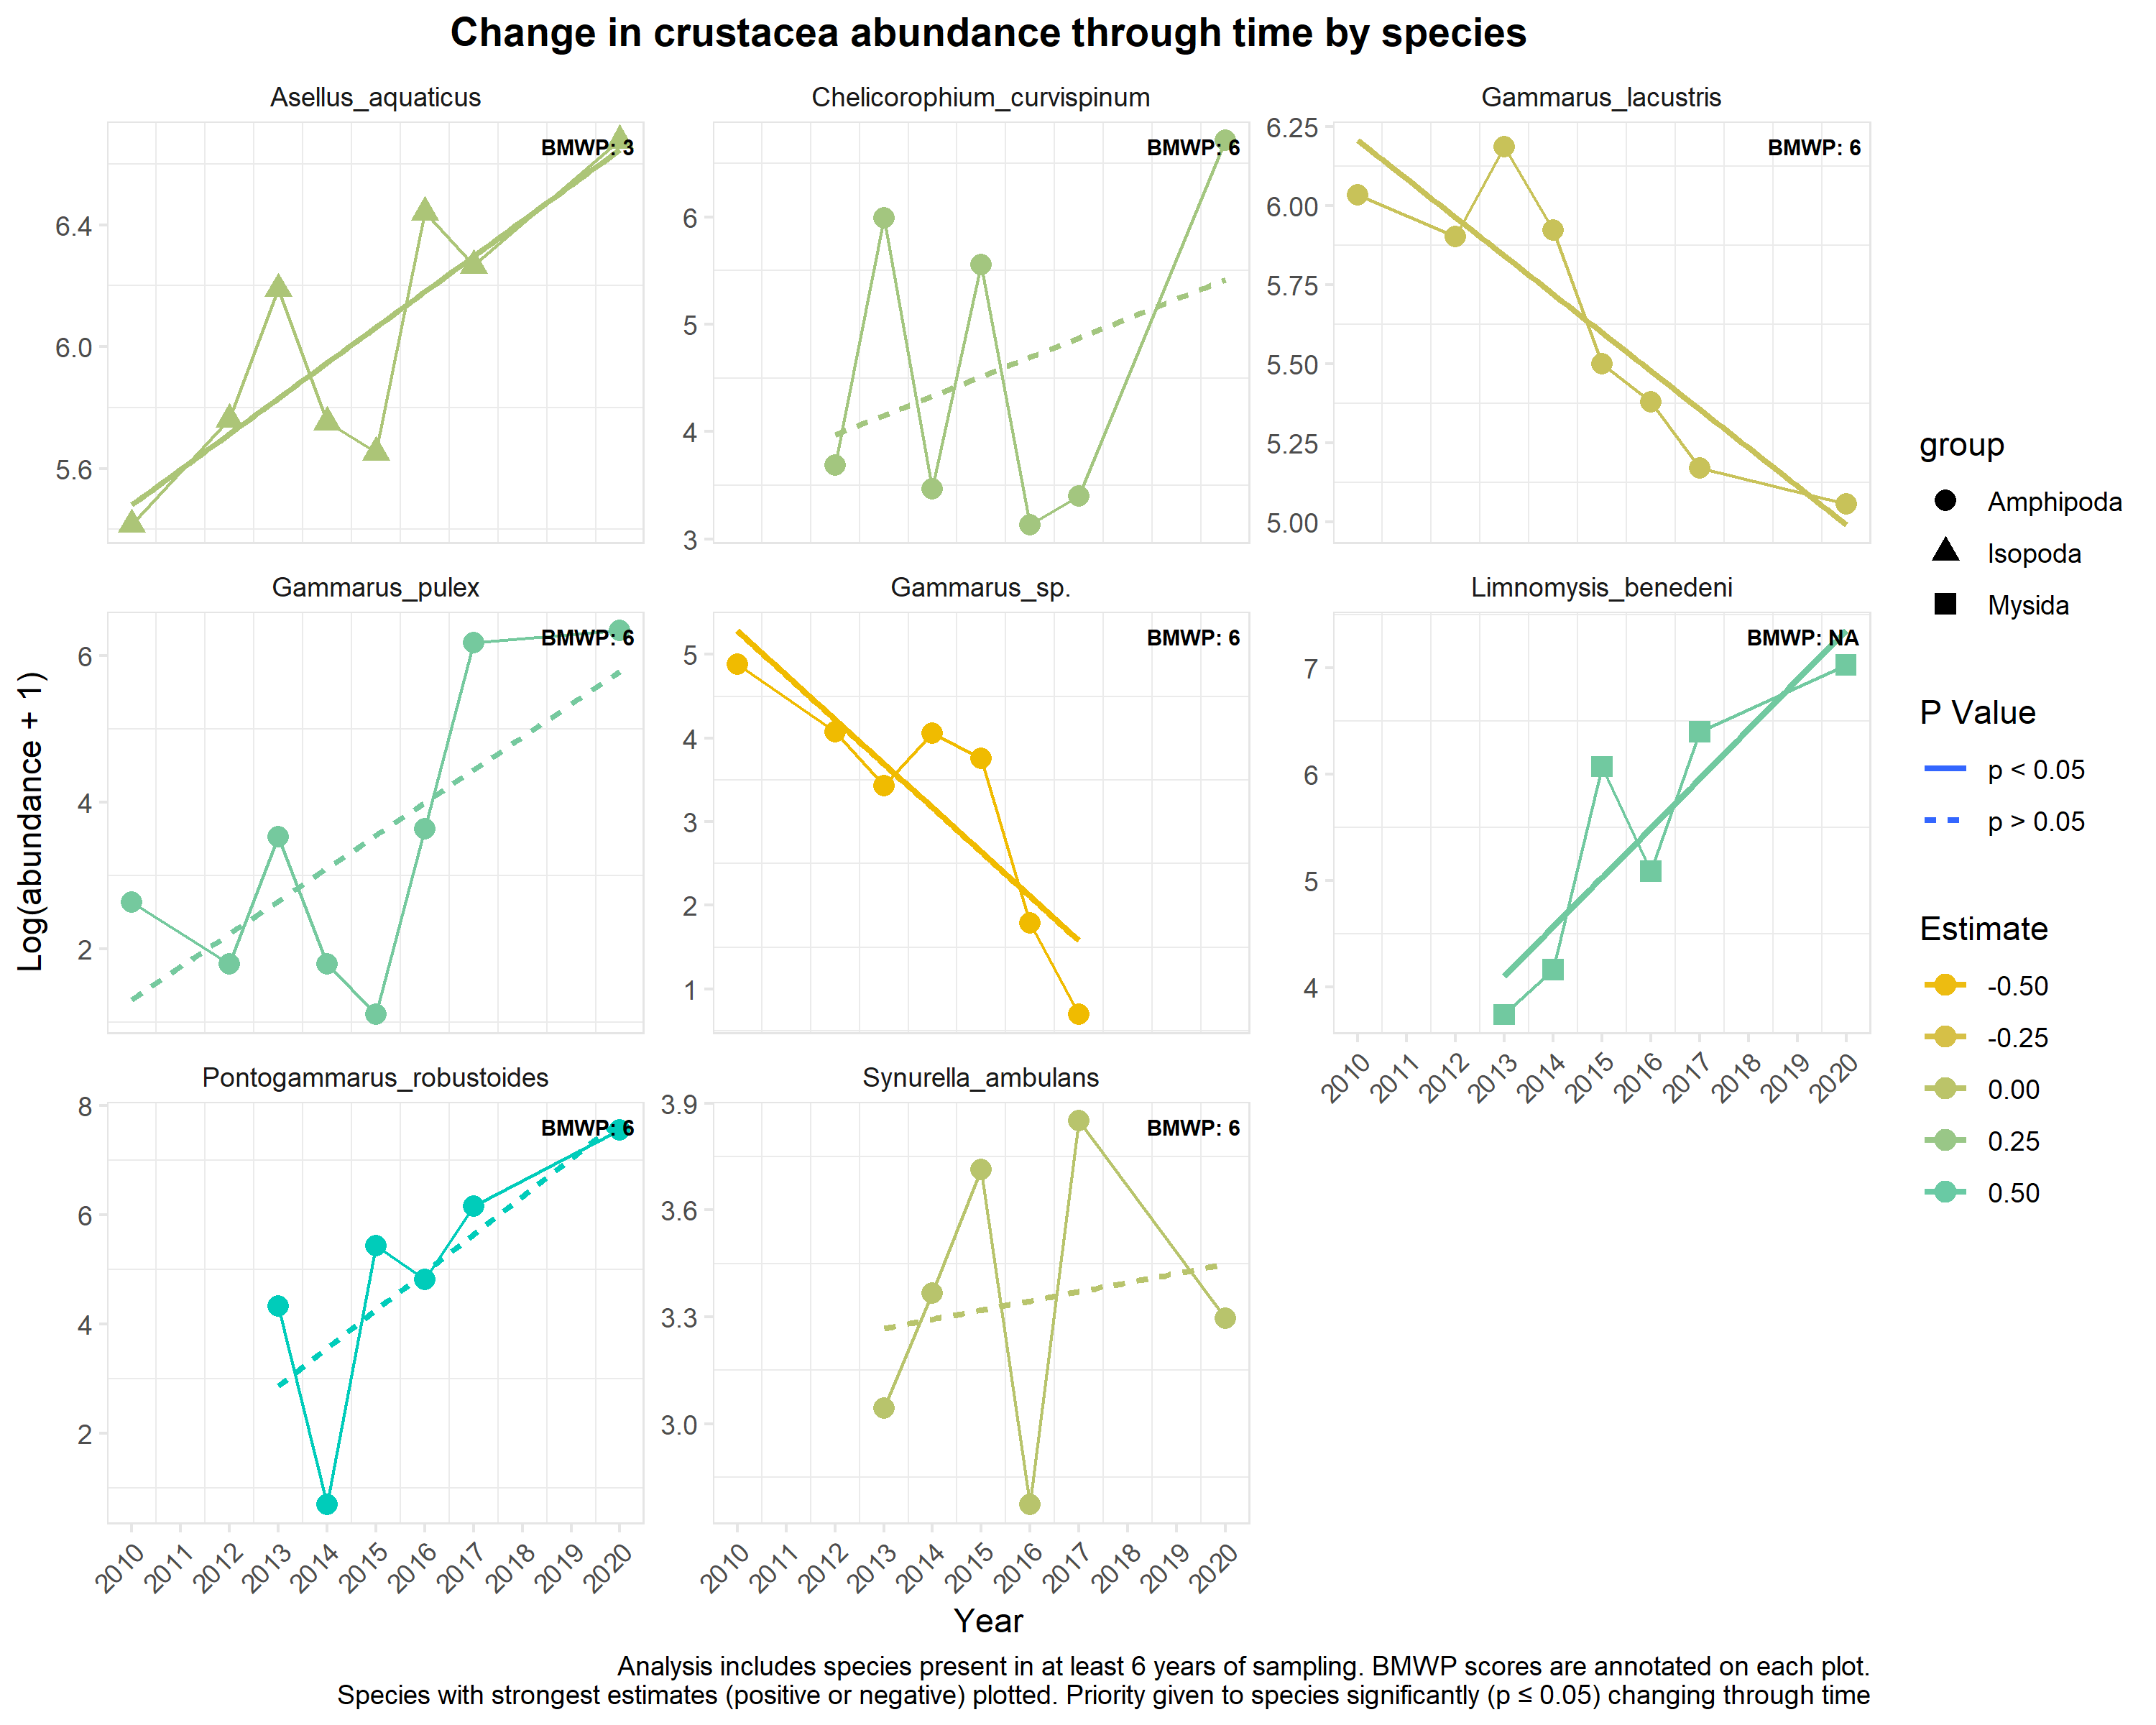 Change in crustacea abundance through time by species
Asellus_aquaticus
Chelicorophium_curvispinum
Gammarus_lacustris
BMWP: 3
6.4
6.0
5.6
BMWP: 6
6
5
4
3
BMWP: 6
6.25
6.00
5.75
5.50
5.25
5.00
Gammarus_pulex
Gammarus_sp.
Limnomysis_benedeni
BMWP: 6
6
4
2
BMWP: 6
5
4
3
2
1
BMWP: NA
7
6
5
4
2010
2011
2012
2013
2014
2015
2016
2017
2018
2019
2020
Pontogammarus_robustoides
Synurella_ambulans
BMWP: 6
8
6
4
2
2010
2011
2012
2013
2014
2015
2016
2017
2018
2019
2020
BMWP: 6
3.9
3.6
3.3
3.0
2010
2011
2012
2013
2014
2015
2016
2017
2018
2019
2020
Log(abundance + 1)
Year
group
Amphipoda
Isopoda
Mysida
P Value
p < 0.05
p > 0.05
Estimate
-0.50
-0.25
0.00
0.25
0.50
Analysis includes species present in at least 6 years of sampling. BMWP scores are annotated on each plot.
Species with strongest estimates (positive or negative) plotted. Priority given to species significantly (p ≤ 0.05) changing through time